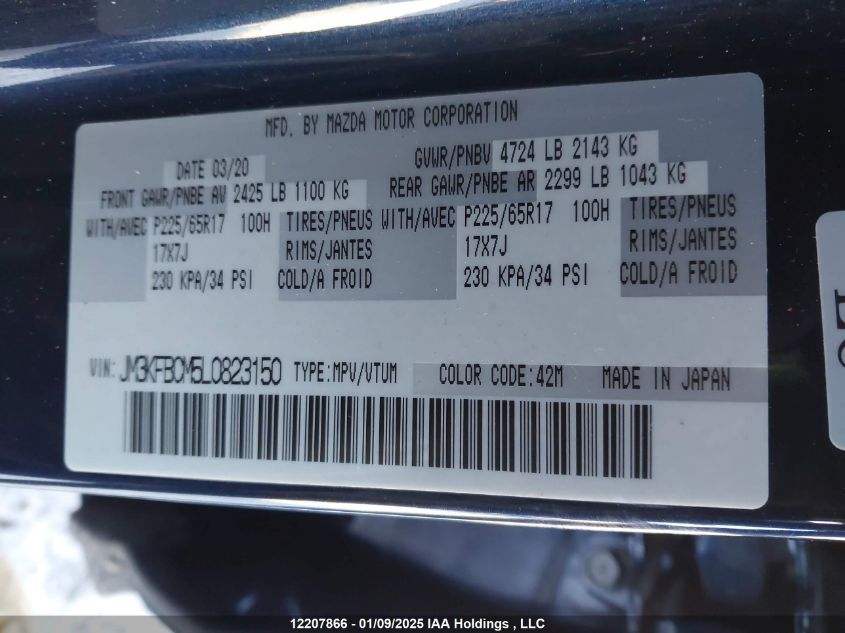 MFD. BY MAZDA MOTOR CORPORATION
DATE 03/20 GVWR/PNBV 4724 LB 2143 KG
FRONT GAWR/PNBE AV 2425 LB 1100 KG REAR GAWR/PNBE AR 2299 LB 1043 KG
WITH/AVEC P225/65R17 100H TIRES/PNEUS WITH/AVEC P225/65R17 100H TIRES/PNEUS
17X7J RIMS/JANTES 17X7J RIMS/JANTES
230 KPA/34 PSI COLD/A FROID 230 KPA/34 PSI COLD/A FROID
VIN: JM3KFBCM5L0823150 TYPE:MPV/VTUM COLOR CODE:42M MADE IN JAPAN
12207866 - 01/09/2025 IAA Holdings , LLC